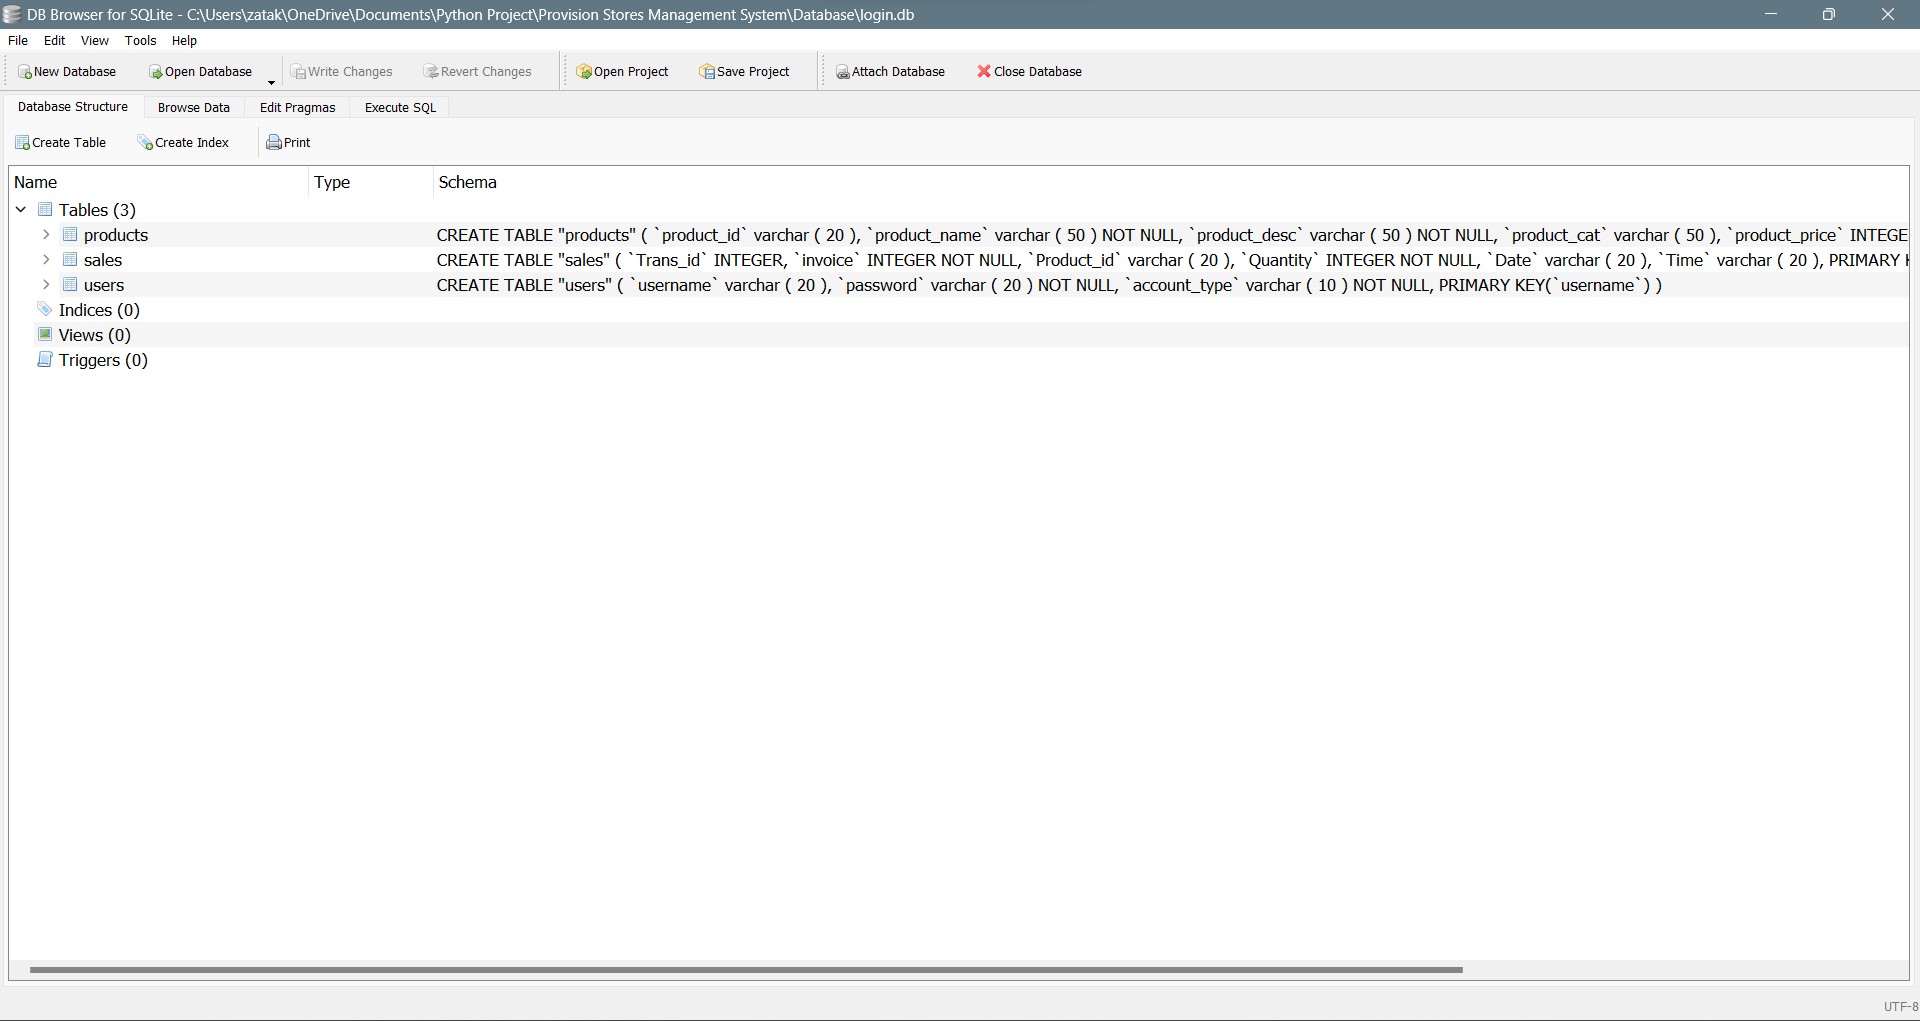 DB Browser for SQLite - C:\Users\zatak\OneDrive\Documents\Python Project\Provision Stores Management System\Database\login.db
File Edit View Tools Help
New Database Open Database Write Changes Revert Changes Open Project Save Project Attach Database Close Database
Database Structure Browse Data Edit Pragmas Execute SQL
Create Table Create Index Print
Name Type Schema
Tables (3)
products CREATE TABLE "products" ( `product_id` varchar ( 20 ), `product_name` varchar ( 50 ) NOT NULL, `product_desc` varchar ( 50 ) NOT NULL, `product_cat` varchar ( 50 ), `product_price` INTEGE
sales CREATE TABLE "sales" ( `Trans_id` INTEGER, `invoice` INTEGER NOT NULL, `Product_id` varchar ( 20 ), `Quantity` INTEGER NOT NULL, `Date` varchar ( 20 ), `Time` varchar ( 20 ), PRIMARY
users CREATE TABLE "users" ( `username` varchar ( 20 ), `password` varchar ( 20 ) NOT NULL, `account_type` varchar ( 10 ) NOT NULL, PRIMARY KEY(`username`) )
Indices (0)
Views (0)
Triggers (0)
UTF-8